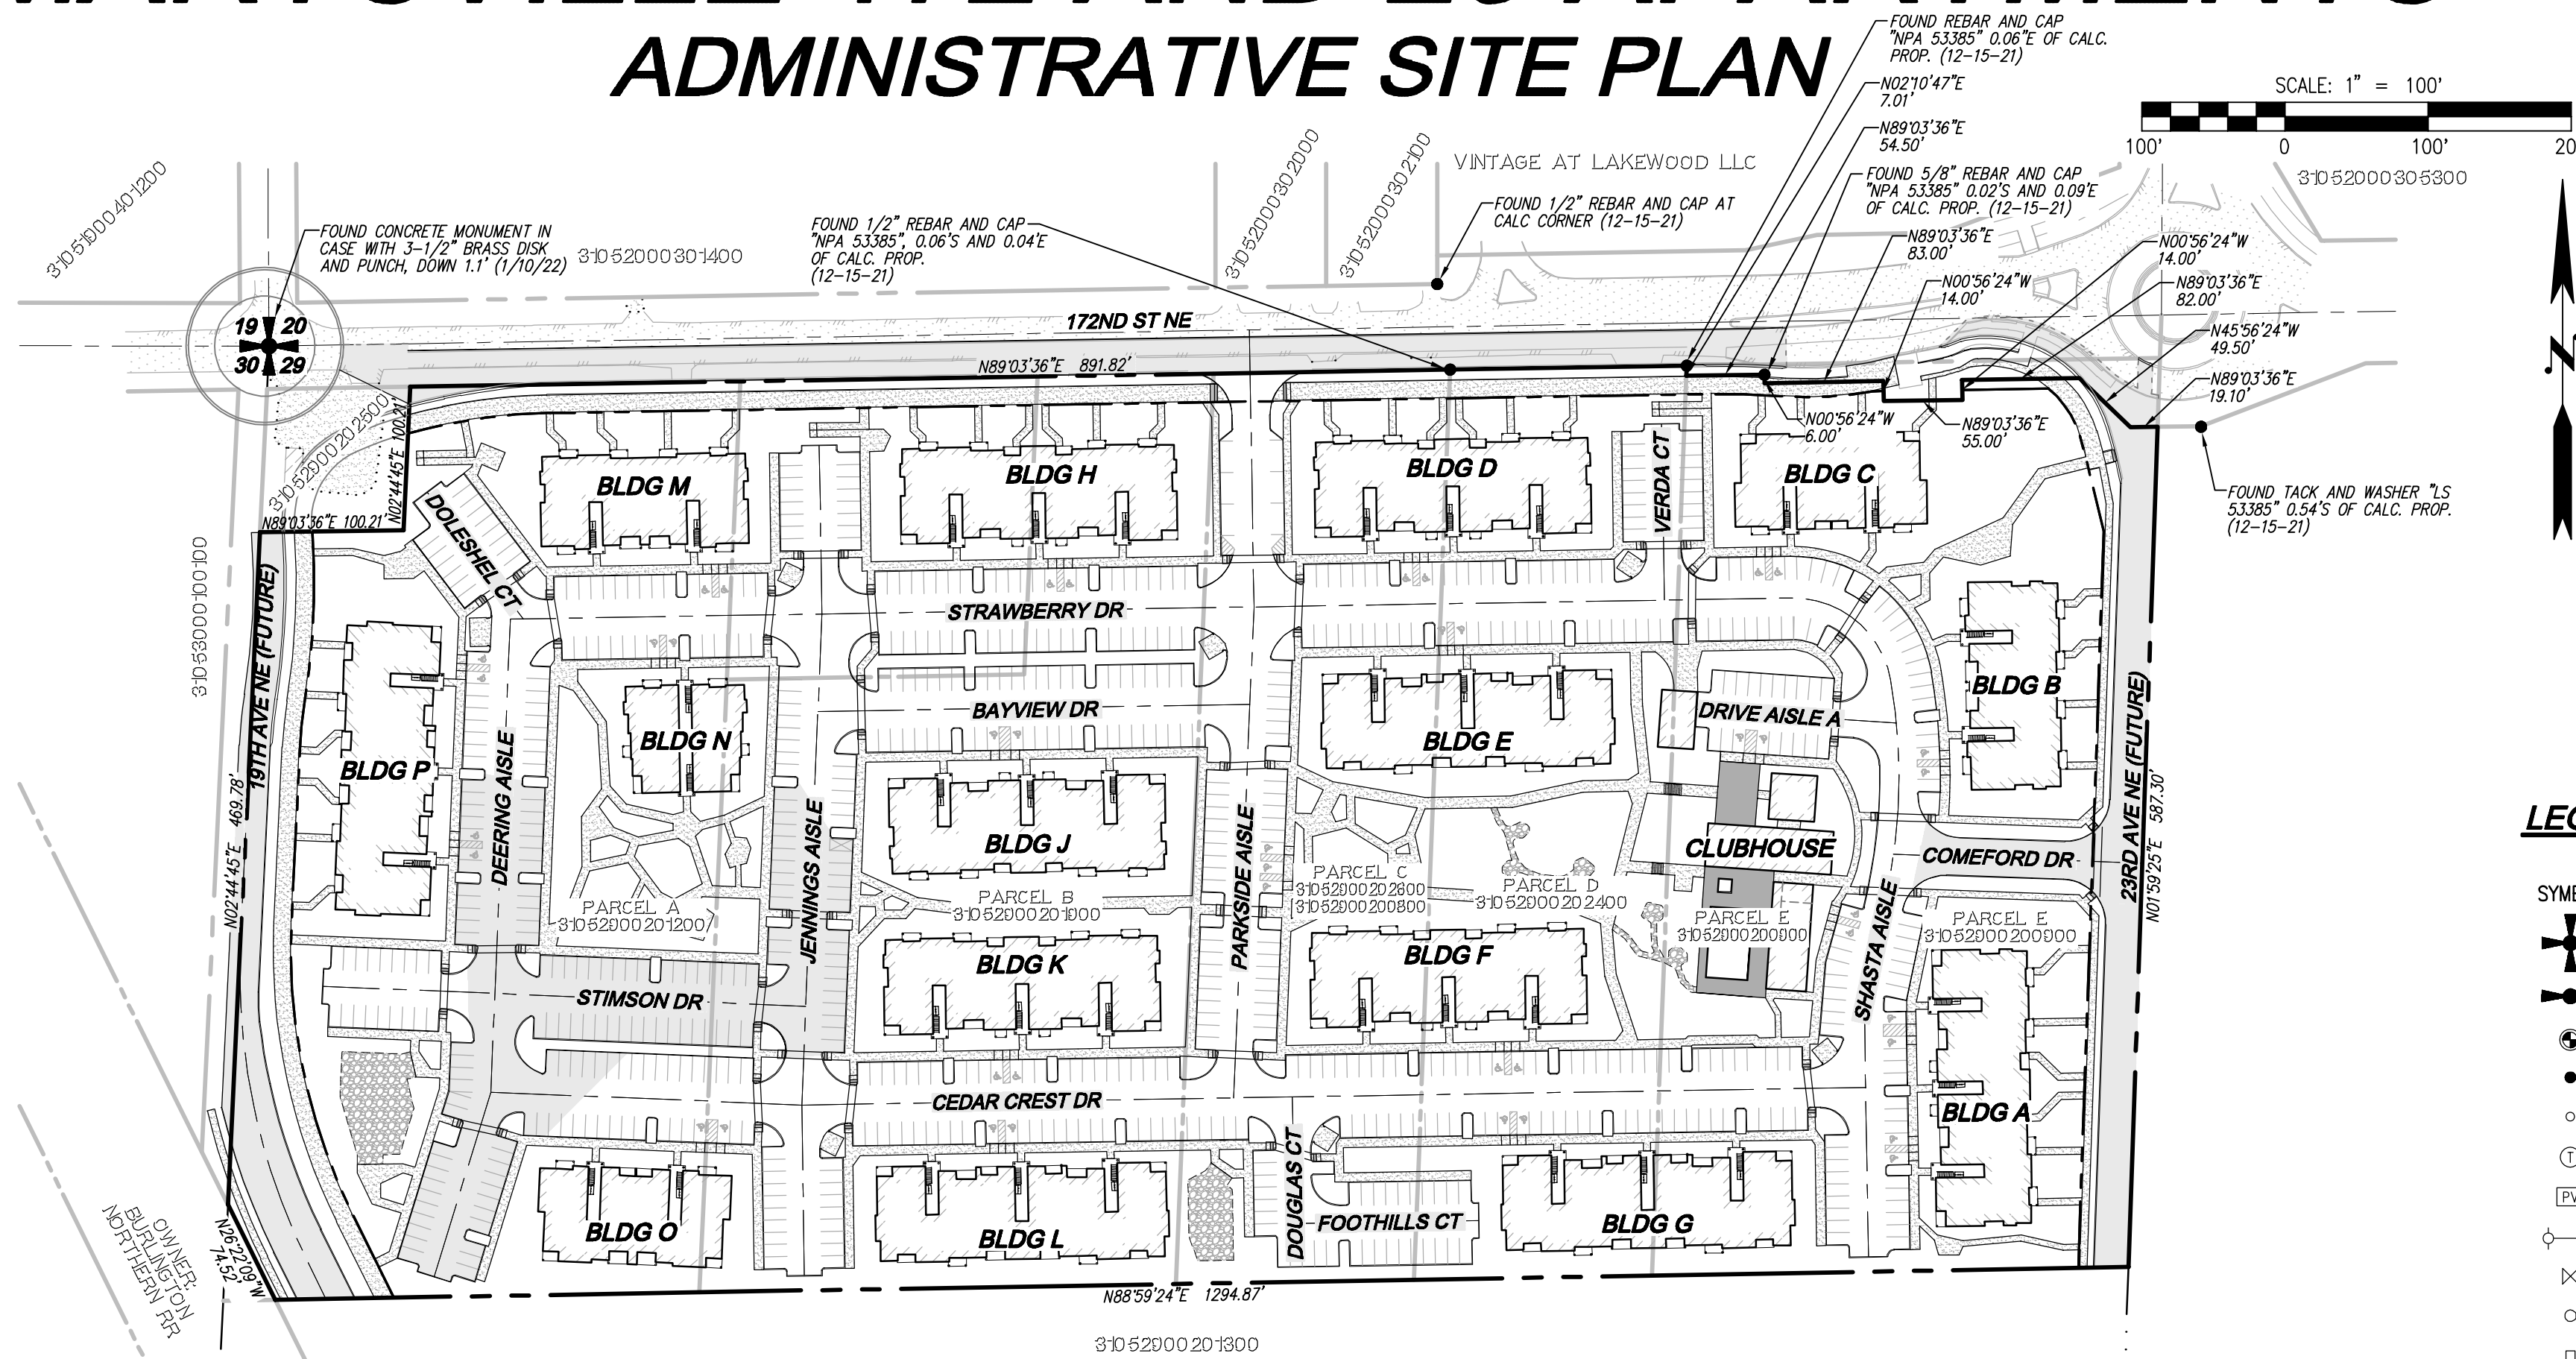 ADMINISTRATIVE SITE PLAN
FOUND REBAR AND CAP
"NPA 53385" 0.06"E OF CALC.
PROP. (12-15-21)
N02°10'47"E
7.01'
N89°03'36"E
54.50'
FOUND 5/8" REBAR AND CAP
"NPA 53385" 0.02'S AND 0.09'E
OF CALC. PROP. (12-15-21)
N89°03'36"E
83.00'
N00°56'24"W
14.00'
SCALE: 1" = 100'
100'
0
100'
31052000305300
N00°56'24"W
14.00'
N89°03'36"E
82.00'
N45°56'24"W
49.50'
N89°03'36"E
19.10'
N00°56'24"W
6.00'
N89°03'36"E
55.00'
FOUND TACK AND WASHER "LS
53385" 0.54'S OF CALC. PROP.
(12-15-21)
VINTAGE AT LAKEWOOD LLC
FOUND 1/2" REBAR AND CAP AT
CALC CORNER (12-15-21)
31052000302000
31052000302100
31051900401200
FOUND CONCRETE MONUMENT IN
CASE WITH 3-1/2" BRASS DISK
AND PUNCH, DOWN 1.1' (1/10/22)
31052000301400
FOUND 1/2" REBAR AND CAP
"NPA 53385", 0.06'S AND 0.04'E
OF CALC. PROP.
(12-15-21)
19 20
30 29
172ND ST NE
N89°03'36"E 891.82'
31052900202500
N02°44'45"E 100.21'
N89°03'36"E 100.21'
31053000100100
19TH AVE NE (FUTURE)
N02°44'45"E 469.78'
DOLESHEL CT
BLDG M
BLDG H
BLDG D
VERDA CT
BLDG C
STRAWBERRY DR
BLDG B
BLDG P
DEERING AISLE
BLDG N
BAYVIEW DR
BLDG E
DRIVE AISLE A
23RD AVE NE (FUTURE)
N01°59'25"E 587.30'
JENNINGS AISLE
BLDG J
PARKSIDE AISLE
CLUBHOUSE
COMEFORD DR
PARCEL A
31052900201200
PARCEL B
31052900201000
PARCEL C
31052900202600
31052900200800
PARCEL D
31052900202400
PARCEL E
31052900200900
PARCEL E
31052900200900
SHASTA AISLE
STIMSON DR
BLDG K
BLDG F
BLDG A
CEDAR CREST DR
DOUGLAS CT
FOOTHILLS CT
BLDG O
BLDG L
BLDG G
N26°22'09"W
74.52'
OWNER:
BURLINGTON
NORTHERN RR
N88°59'24"E 1294.87'
31052900201300